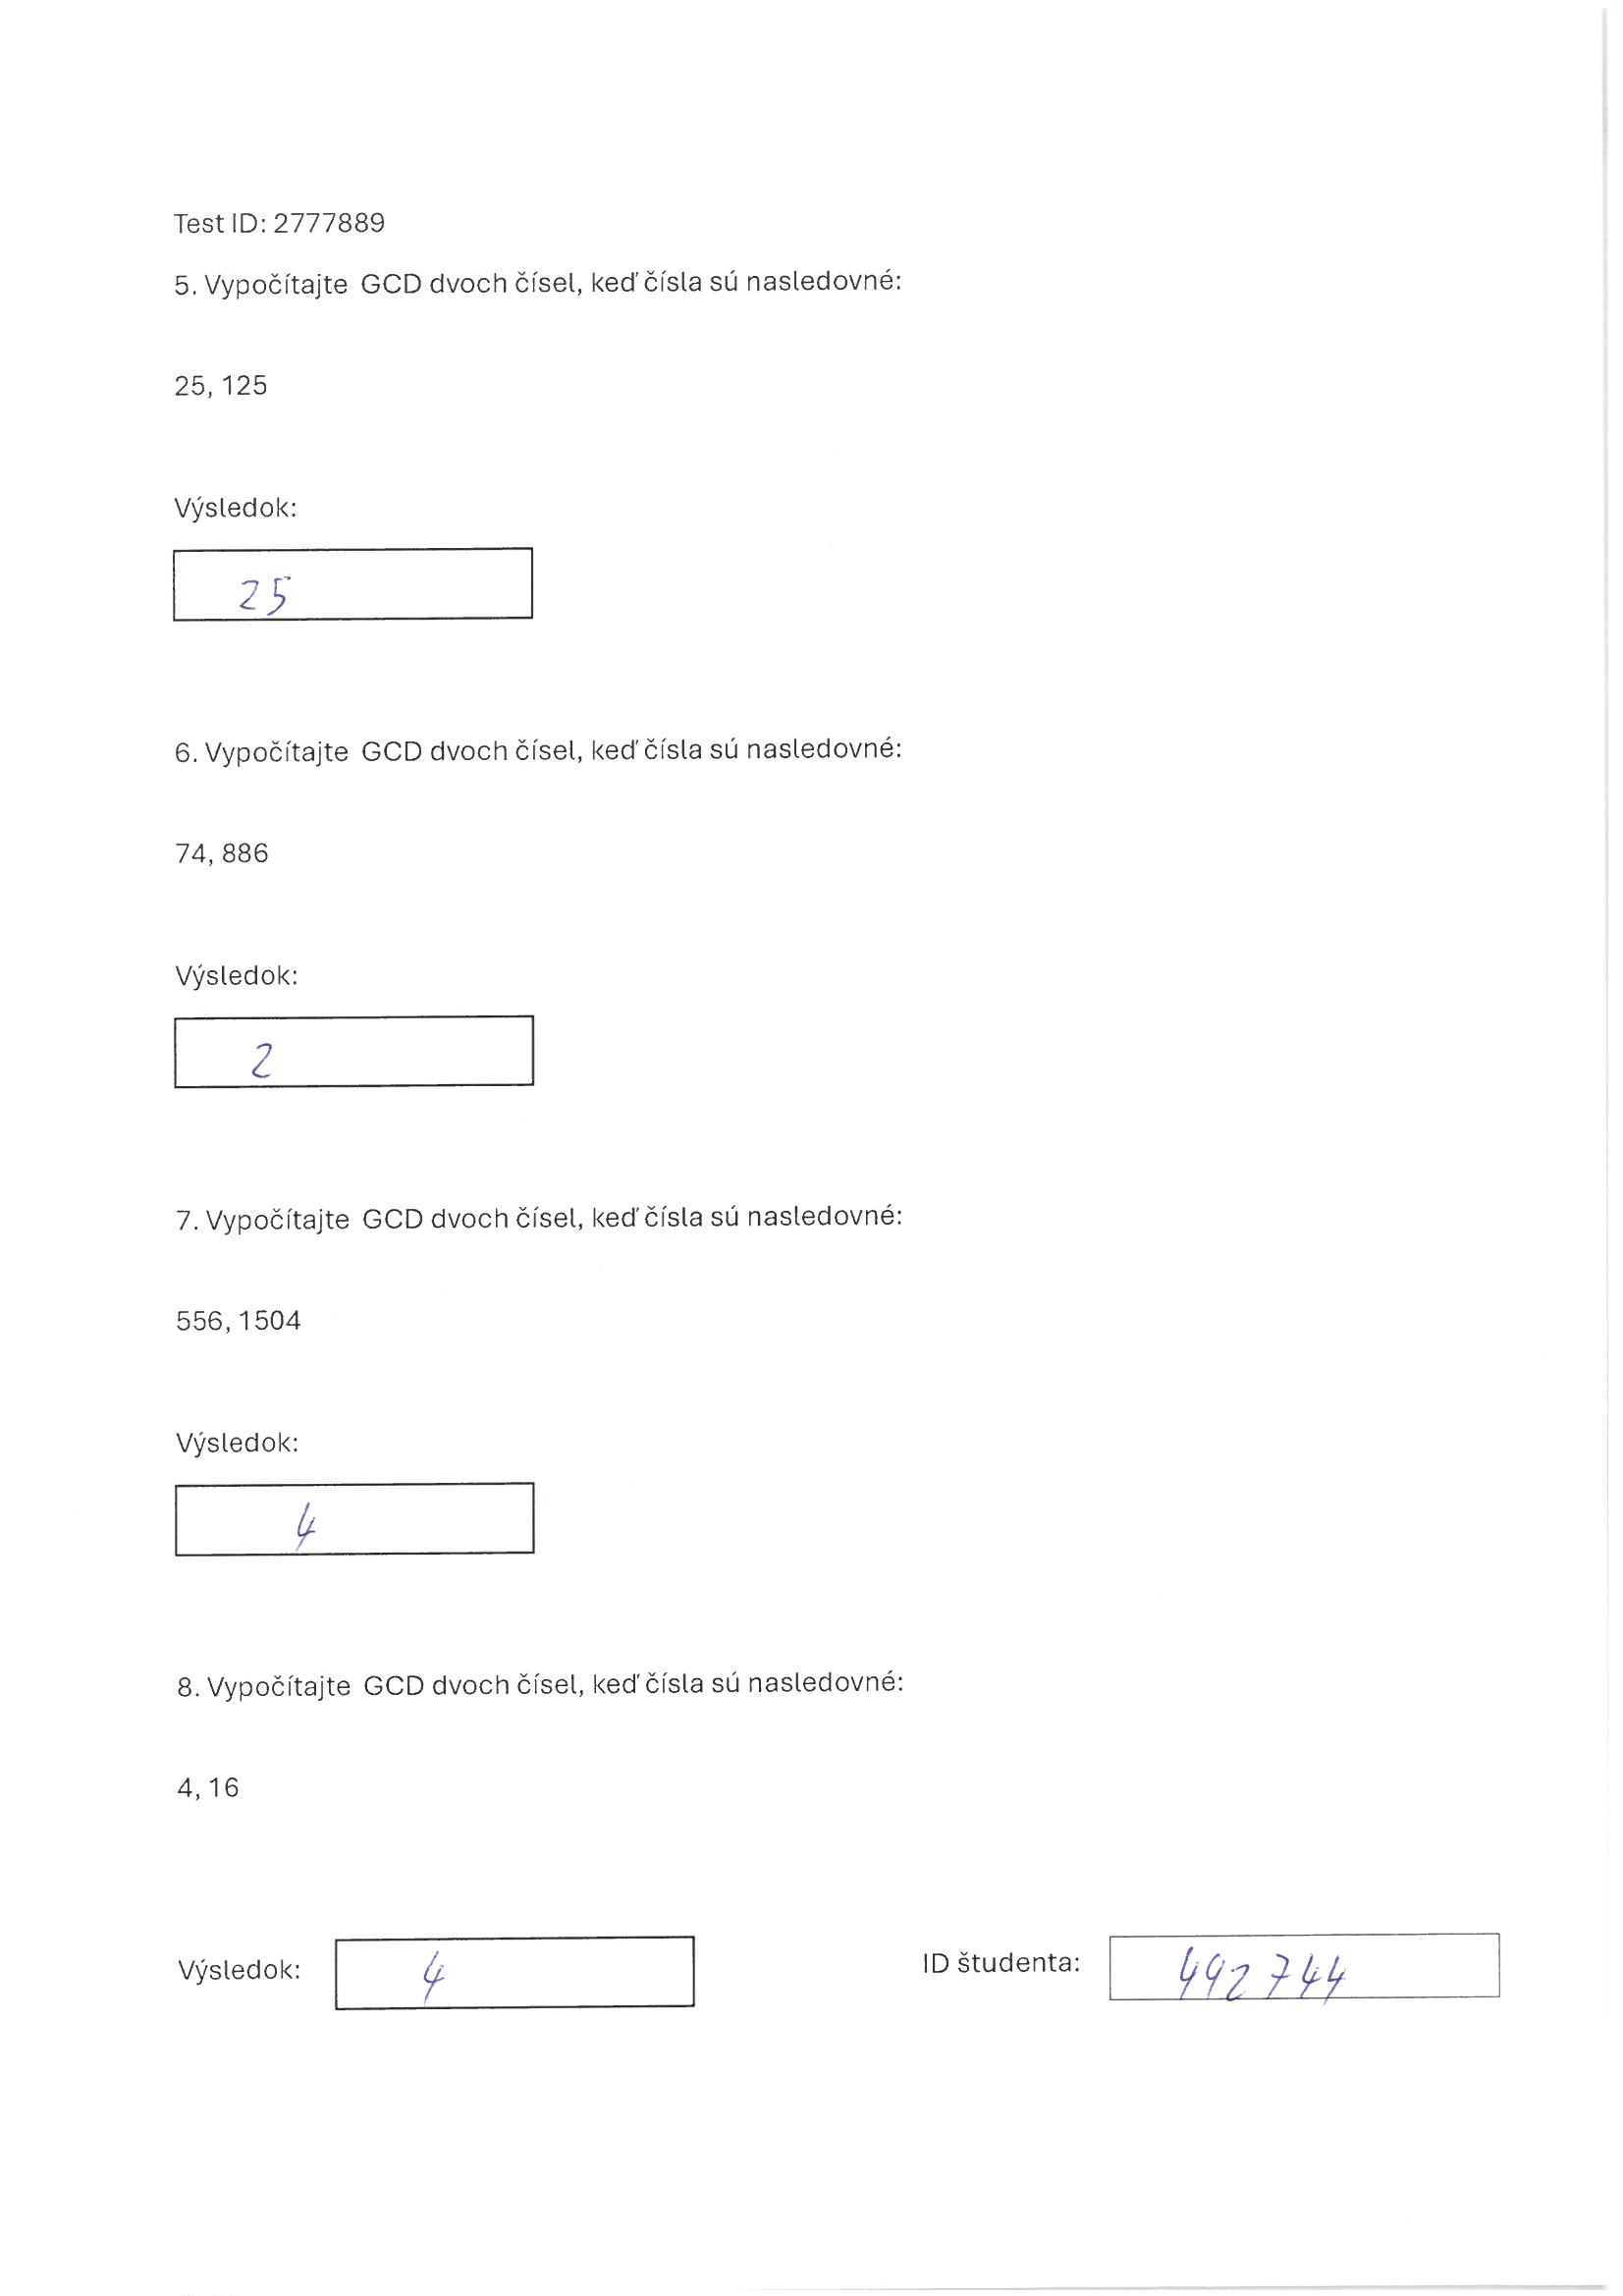 Test ID: 2777889
5. Vypočítajte GCD dvoch čísel, keď čísla sú nasledovné:
25, 125
Výsledok:
25
6. Vypočítajte GCD dvoch čísel, keď čísla sú nasledovné:
74, 886
Výsledok:
2
7. Vypočítajte GCD dvoch čísel, keď čísla sú nasledovné:
556, 1504
Výsledok:
4
8. Vypočítajte GCD dvoch čísel, keď čísla sú nasledovné:
4, 16
Výsledok: 4 ID študenta: 492744